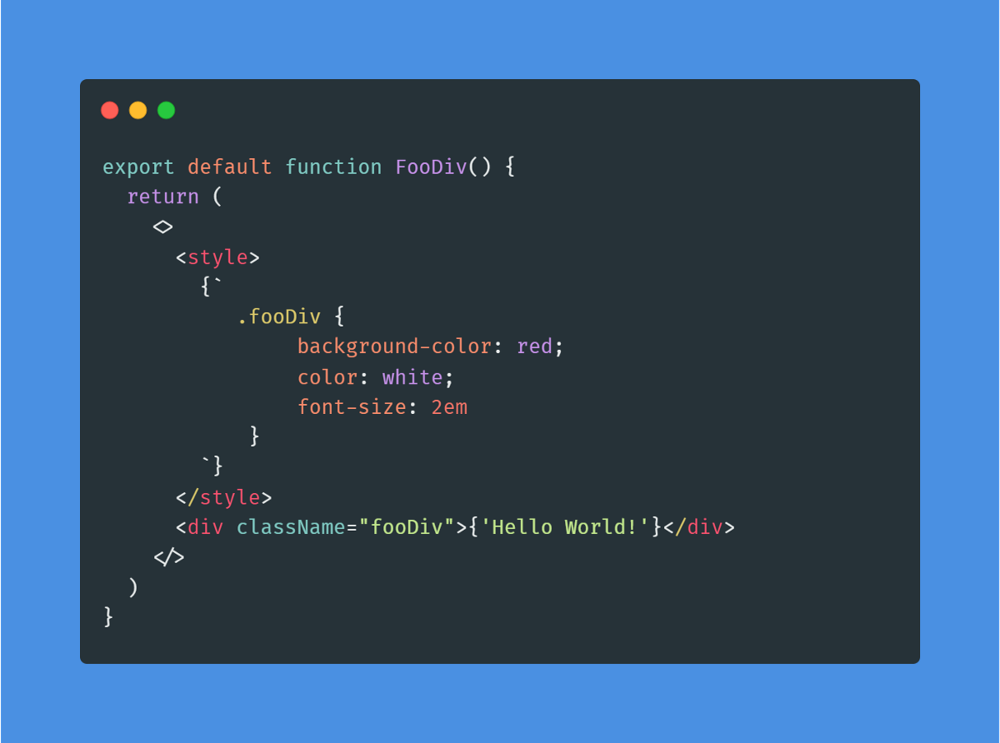 export default function FooDiv() {
  return (
    <>
      <style>
        {`
           .fooDiv {
                background-color: red;
                color: white;
                font-size: 2em
            }
        `}
      </style>
      <div className="fooDiv">{'Hello World!'}</div>
    </>
  )
}